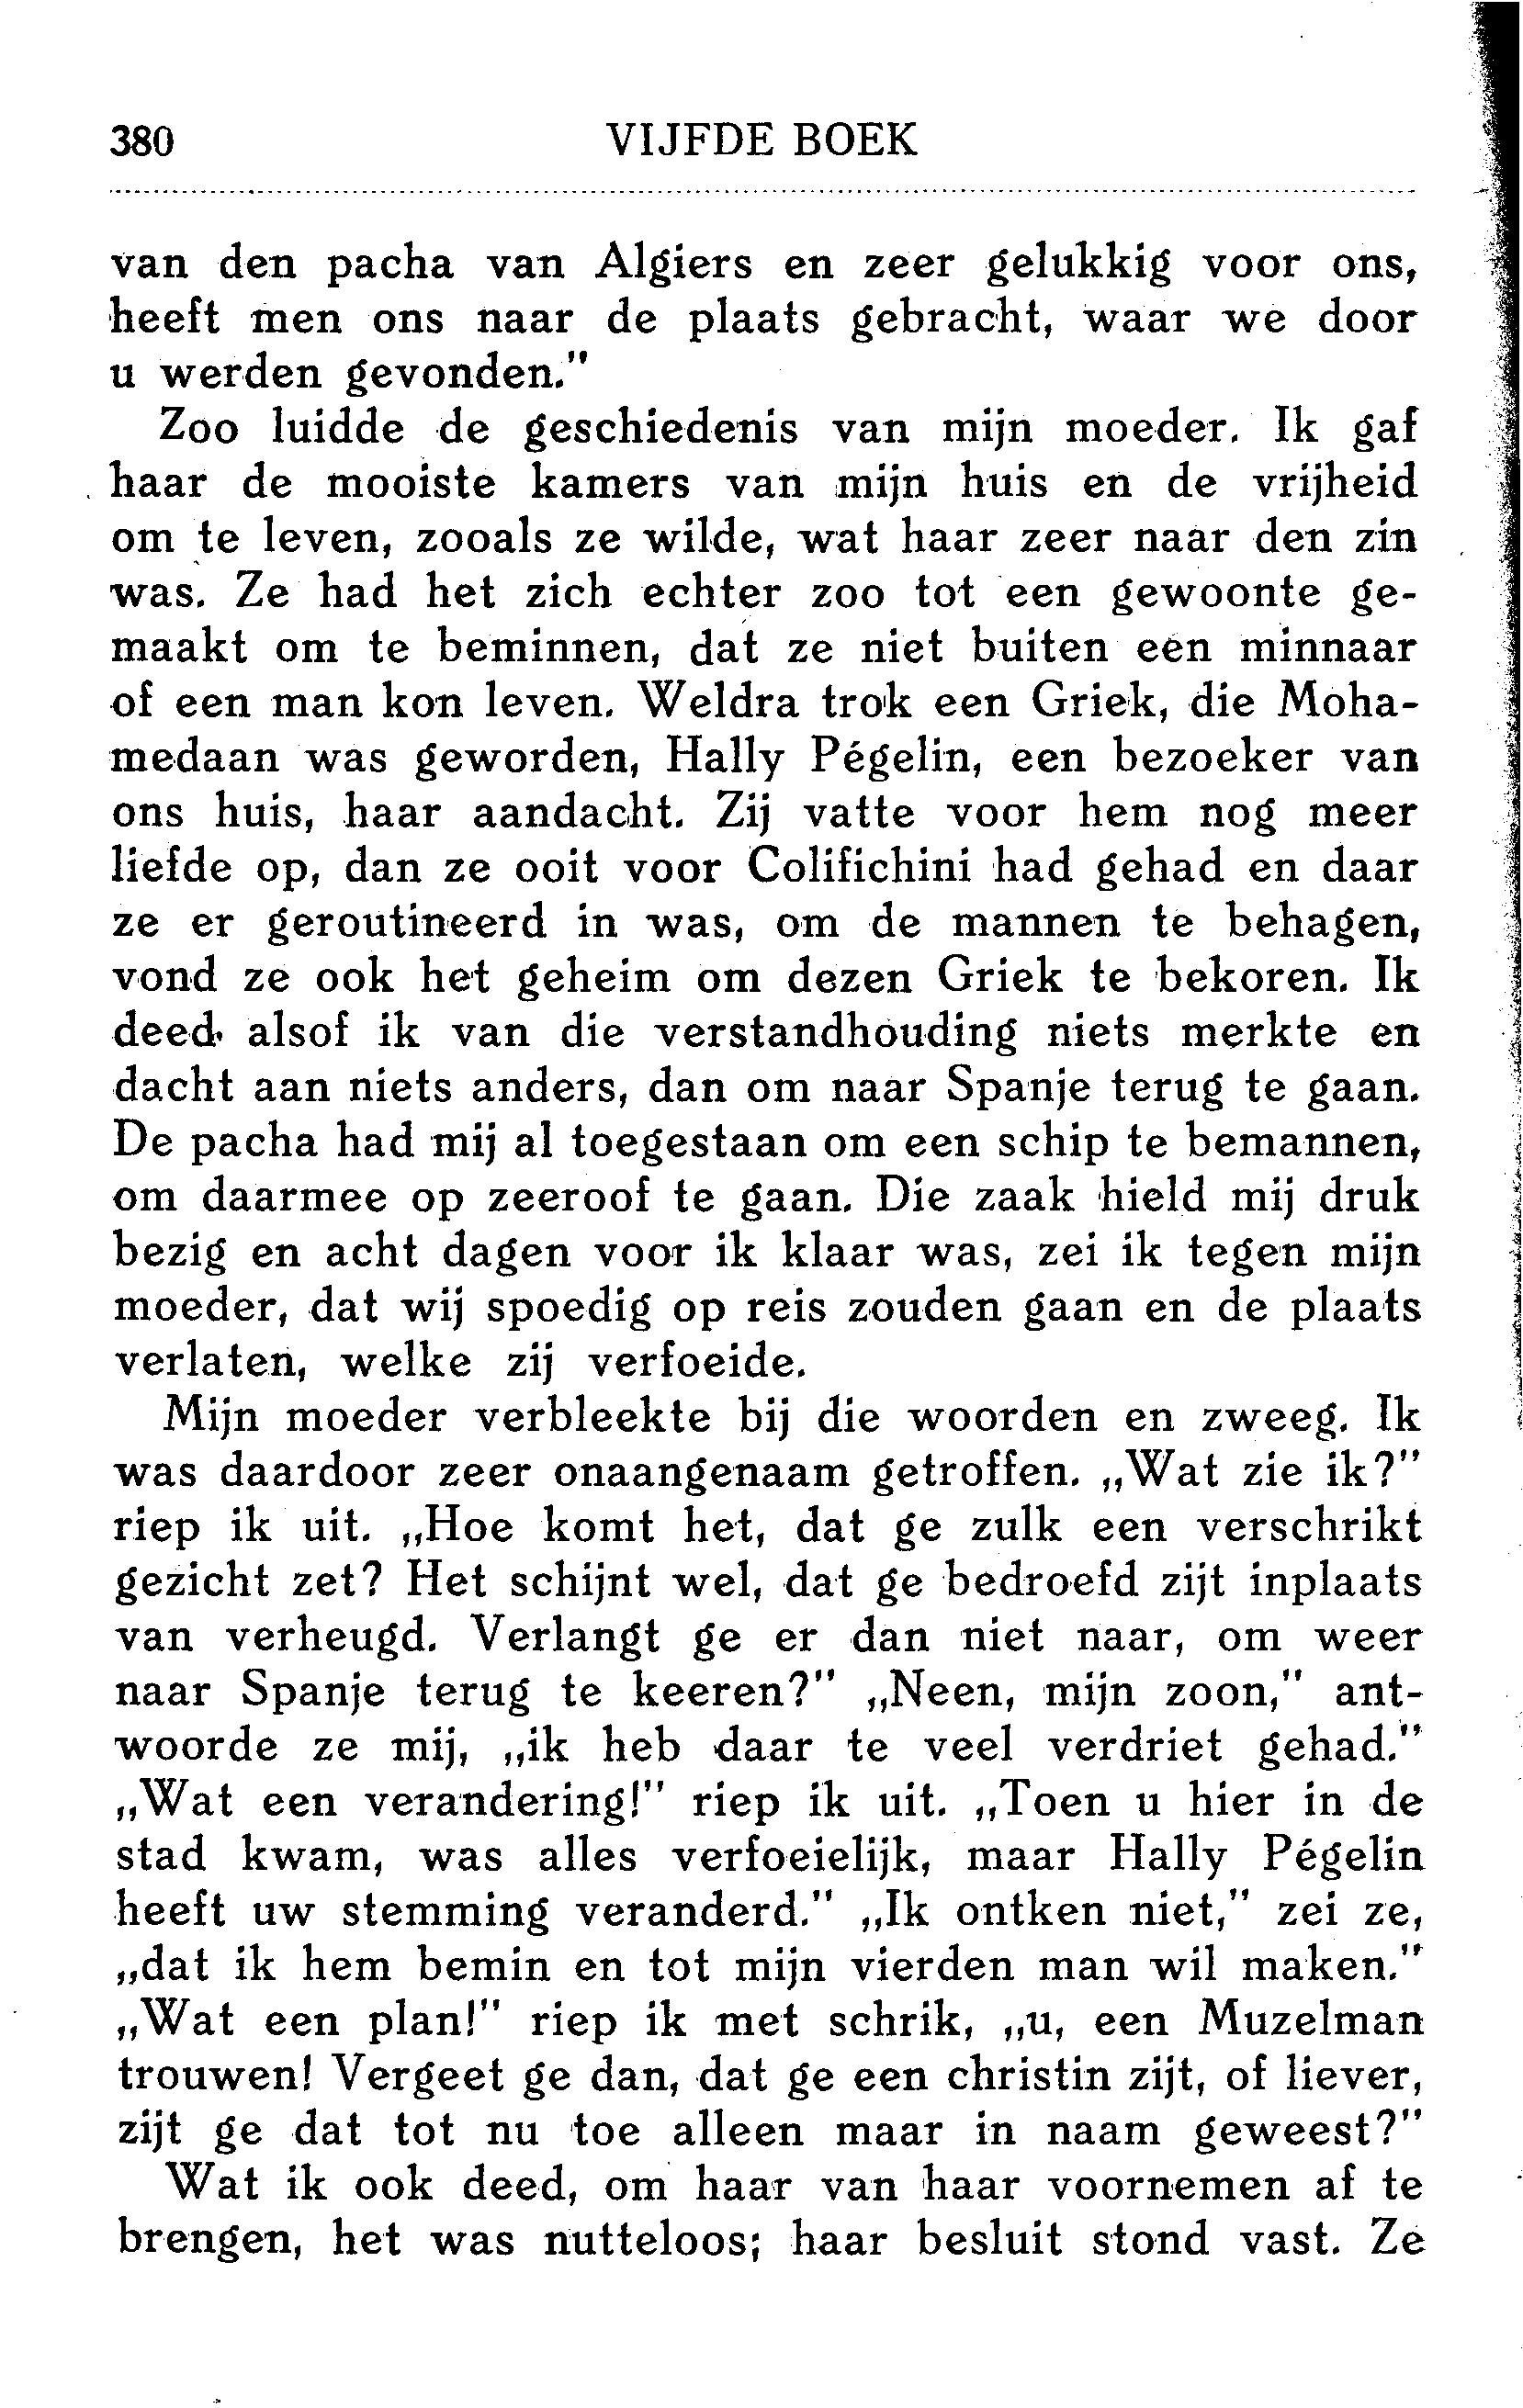 380 VIJFDE BOEK
van den pacha van Algiers en zeer gelukkig voor ons,
heeft men ons naar de plaats gebracht, waar we door
u werden gevonden."
Zoo luidde de geschiedenis van mijn moeder. Ik gaf
haar de mooiste kamers van mijn huis en de vrijheid
om te leven, zooals ze wilde, wat haar zeer naar den zin
was. Ze had het zich echter zoo tot een gewoonte ge-
maakt om te beminnen, dat ze niet buiten een minnaar
of een man kon leven. Weldra trok een Griek, die Moha-
medaan was geworden, Hally Pégelin, een bezoeker van
ons huis, haar aandacht. Zij vatte voor hem nog meer
liefde op, dan ze ooit voor Colifichini had gehad en daar
ze er geroutineerd in was, om de mannen te behagen,
vond ze ook het geheim om dezen Griek te bekoren. Ik
deed alsof ik van die verstandhouding niets merkte en
dacht aan niets anders, dan om naar Spanje terug te gaan.
De pacha had mij al toegestaan om een schip te bemannen,
om daarmee op zeeroof te gaan. Die zaak hield mij druk
bezig en acht dagen voor ik klaar was, zei ik tegen mijn
moeder, dat wij spoedig op reis zouden gaan en de plaats
verlaten, welke zij verfoeide.
Mijn moeder verbleekte bij die woorden en zweeg. Ik
was daardoor zeer onaangenaam getroffen. „Wat zie ik?"
riep ik uit. „Hoe komt het, dat ge zulk een verschrikt
gezicht zet? Het schijnt wel, dat ge bedroefd zijt inplaats
van verheugd. Verlangt ge er dan niet naar, om weer
naar Spanje terug te keeren?" „Neen, mijn zoon," ant-
woorde ze mij, „ik heb daar te veel verdriet gehad."
„Wat een verandering!" riep ik uit. „Toen u hier in de
stad kwam, was alles verfoeielijk, maar Hally Pégelin
heeft uw stemming veranderd." „Ik ontken niet," zei ze,
„dat ik hem bemin en tot mijn vierden man wil maken."
„Wat een plan!" riep ik met schrik, „u, een Muzelman
trouwen! Vergeet ge dan, dat ge een christin zijt, of liever,
zijt ge dat tot nu toe alleen maar in naam geweest?"
Wat ik ook deed, om haar van haar voornemen af te
brengen, het was nutteloos; haar besluit stond vast. Ze